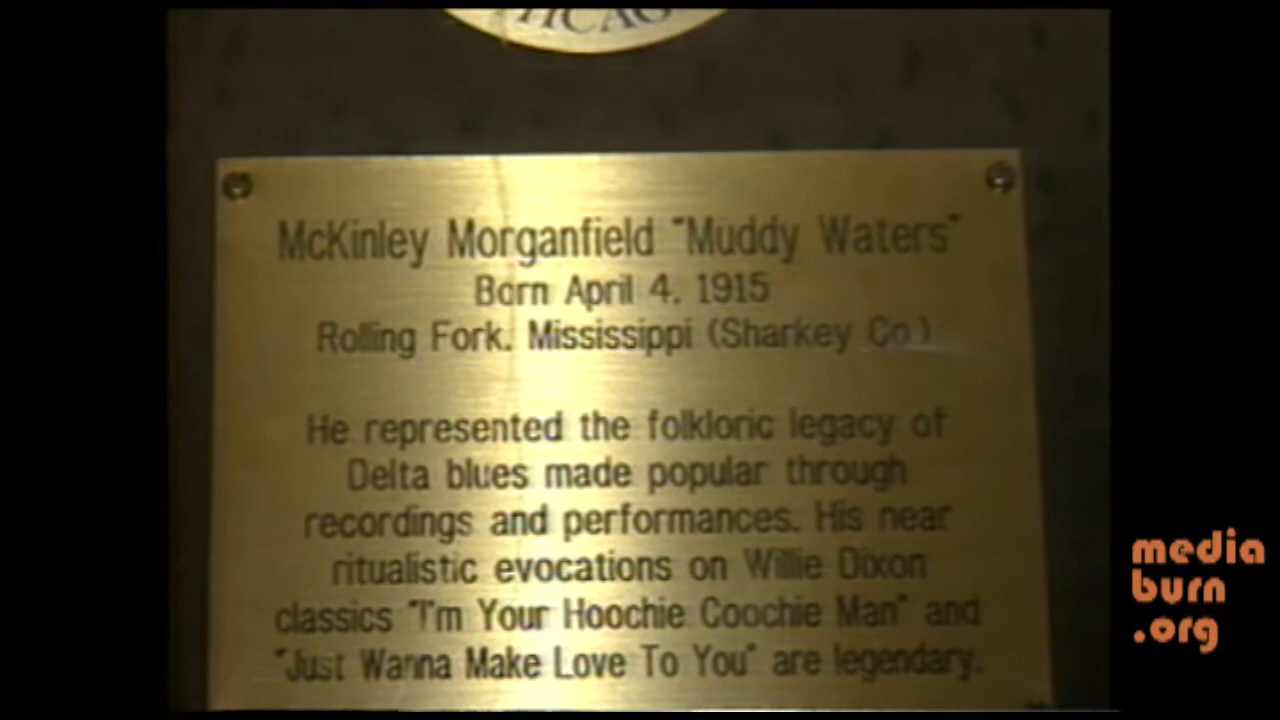 CHICAGO
McKinley Morganfield "Muddy Waters"
Born April 4, 1915
Rolling Fork, Mississippi (Sharkey Co.)
He represented the folkloric legacy of
Delta blues made popular through
recordings and performances. His near
ritualistic evocations on Willie Dixon
classics "I'm Your Hoochie Coochie Man" and
"Just Wanna Make Love To You" are legendary.
media
burn
.org